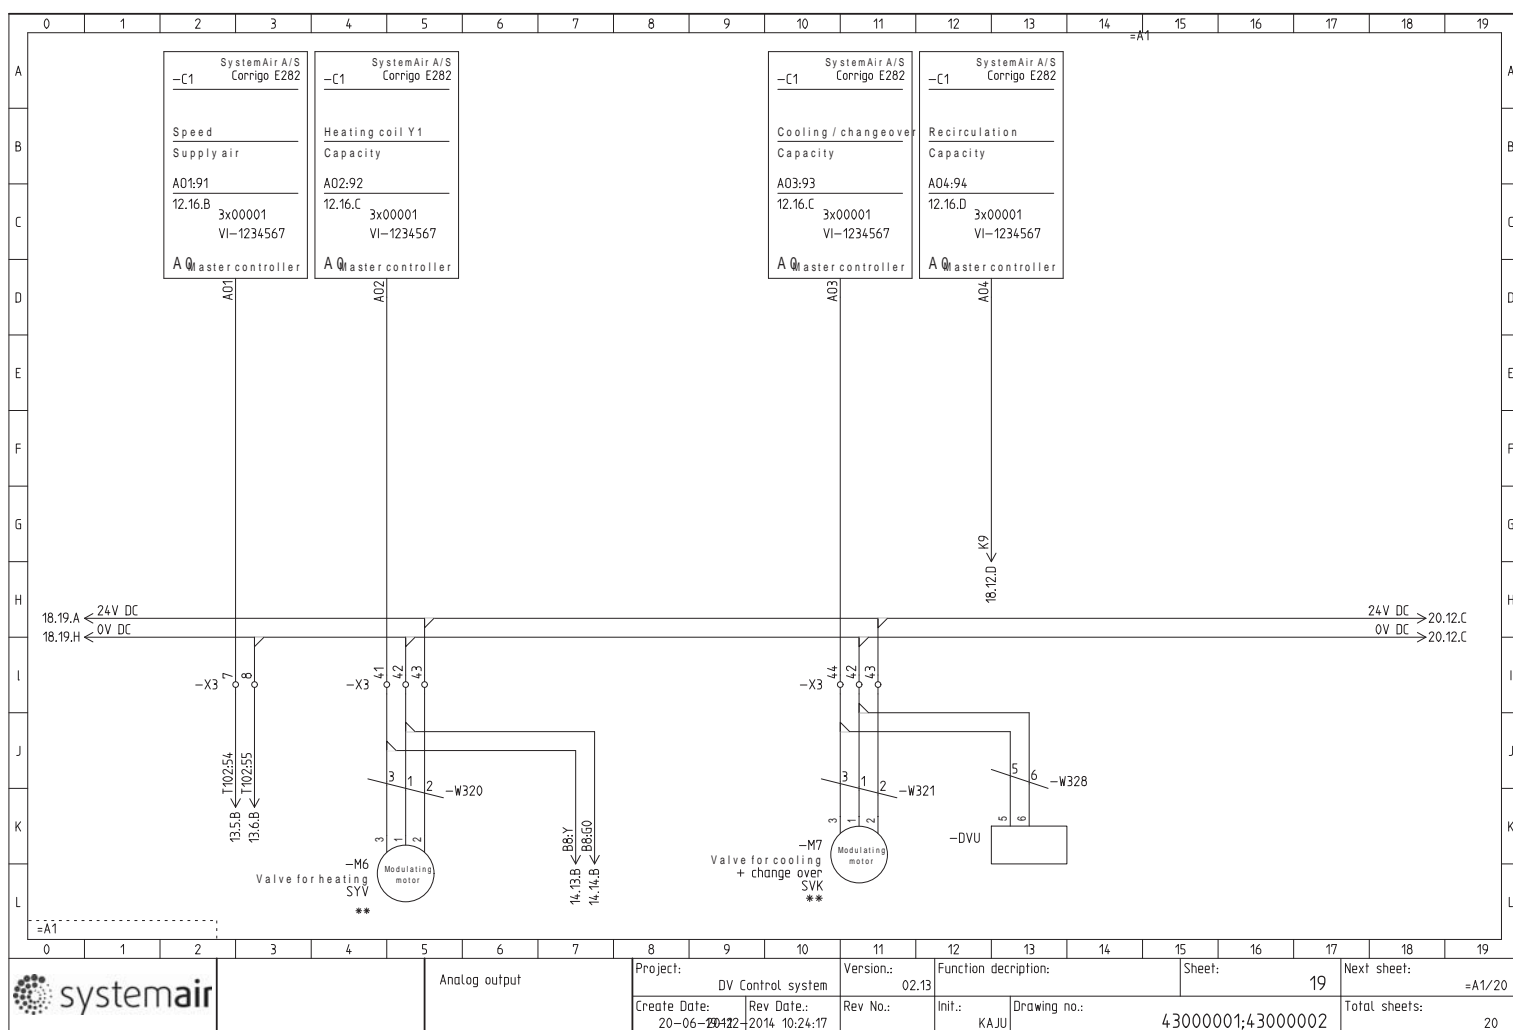 0 1 2 3 4 5 6 7 8 9 10 11 12 13 14 15 16 17 18 19
=A1
A A
B B
C C
D D
E E
F F
G G
H H
I I
J J
K K
L L
SystemAir A/S
-C1 Corrigo E282
Speed
Supply air
AO1:91
12.16.B
3x00001
VI-1234567
AQ Master controller
AO1
SystemAir A/S
-C1 Corrigo E282
Heating coil Y1
Capacity
AO2:92
12.16.C
3x00001
VI-1234567
AQ Master controller
AO2
SystemAir A/S
-C1 Corrigo E282
Cooling / changeover
Capacity
AO3:93
12.16.C
3x00001
VI-1234567
AQ Master controller
AO3
SystemAir A/S
-C1 Corrigo E282
Recirculation
Capacity
AO4:94
12.16.D
3x00001
VI-1234567
AQ Master controller
AO4
K9
18.12.D
18.19.A 24V DC 24V DC 20.12.C
18.19.H 0V DC 0V DC 20.12.C
-X3 7 8
-X3 41 42 43
-X3 44 42 43
T102:54 T102:55
13.5.B 13.6.B
3 1 2 -W320
3 1 2
-M6
Valve for heating
SYV
**
Modulating
motor
B8:Y B8:G0
14.13.B 14.14.B
3 1 2 -W321
3 1 2
-M7
Valve for cooling
+ change over
SVK
**
Modulating
motor
5 6 -W328
5 6
-DVU
=A1
0 1 2 3 4 5 6 7 8 9 10 11 12 13 14 15 16 17 18 19
systemair
Analog output
Project:
DV Control system
Version.:
02.13
Function decription:
Sheet:
19
Next sheet:
=A1/20
Create Date:
20-06-
Rev Date.:
-2014 10:24:17
Rev No.:
Init.:
KAJU
Drawing no.:
43000001;43000002
Total sheets:
20